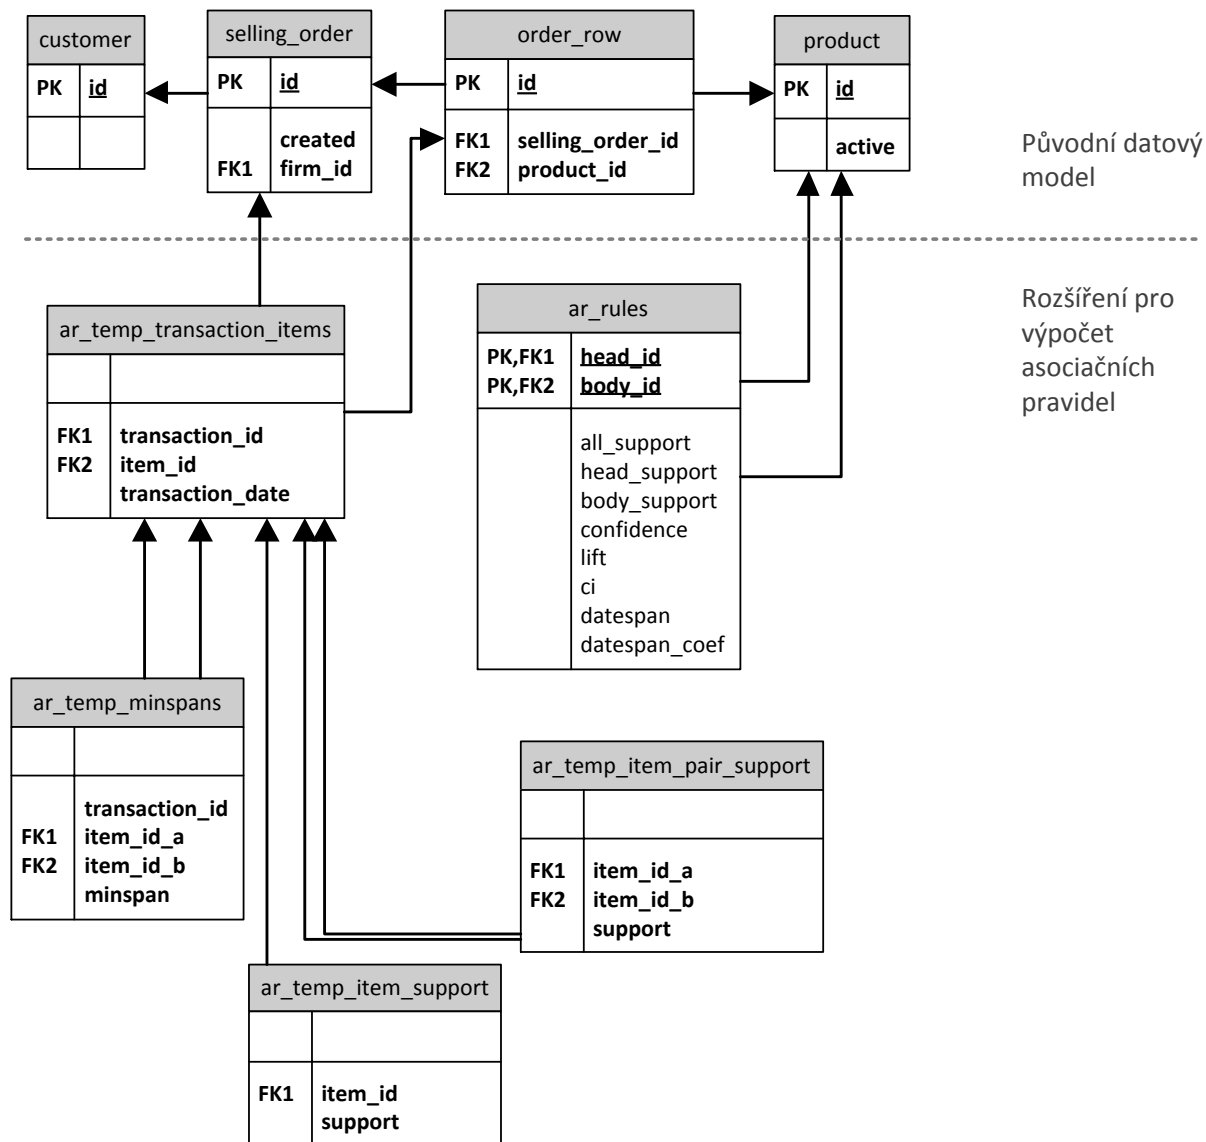 customer
PK id
selling_order
PK id
created
FK1 firm_id
order_row
PK id
FK1 selling_order_id
FK2 product_id
product
PK id
active
Původní datový
model
ar_temp_transaction_items
FK1 transaction_id
FK2 item_id
transaction_date
ar_rules
PK,FK1 head_id
PK,FK2 body_id
all_support
head_support
body_support
confidence
lift
ci
datespan
datespan_coef
Rozšíření pro
výpočet
asociačních
pravidel
ar_temp_minspans
transaction_id
FK1 item_id_a
FK2 item_id_b
minspan
ar_temp_item_pair_support
FK1 item_id_a
FK2 item_id_b
support
ar_temp_item_support
FK1 item_id
support